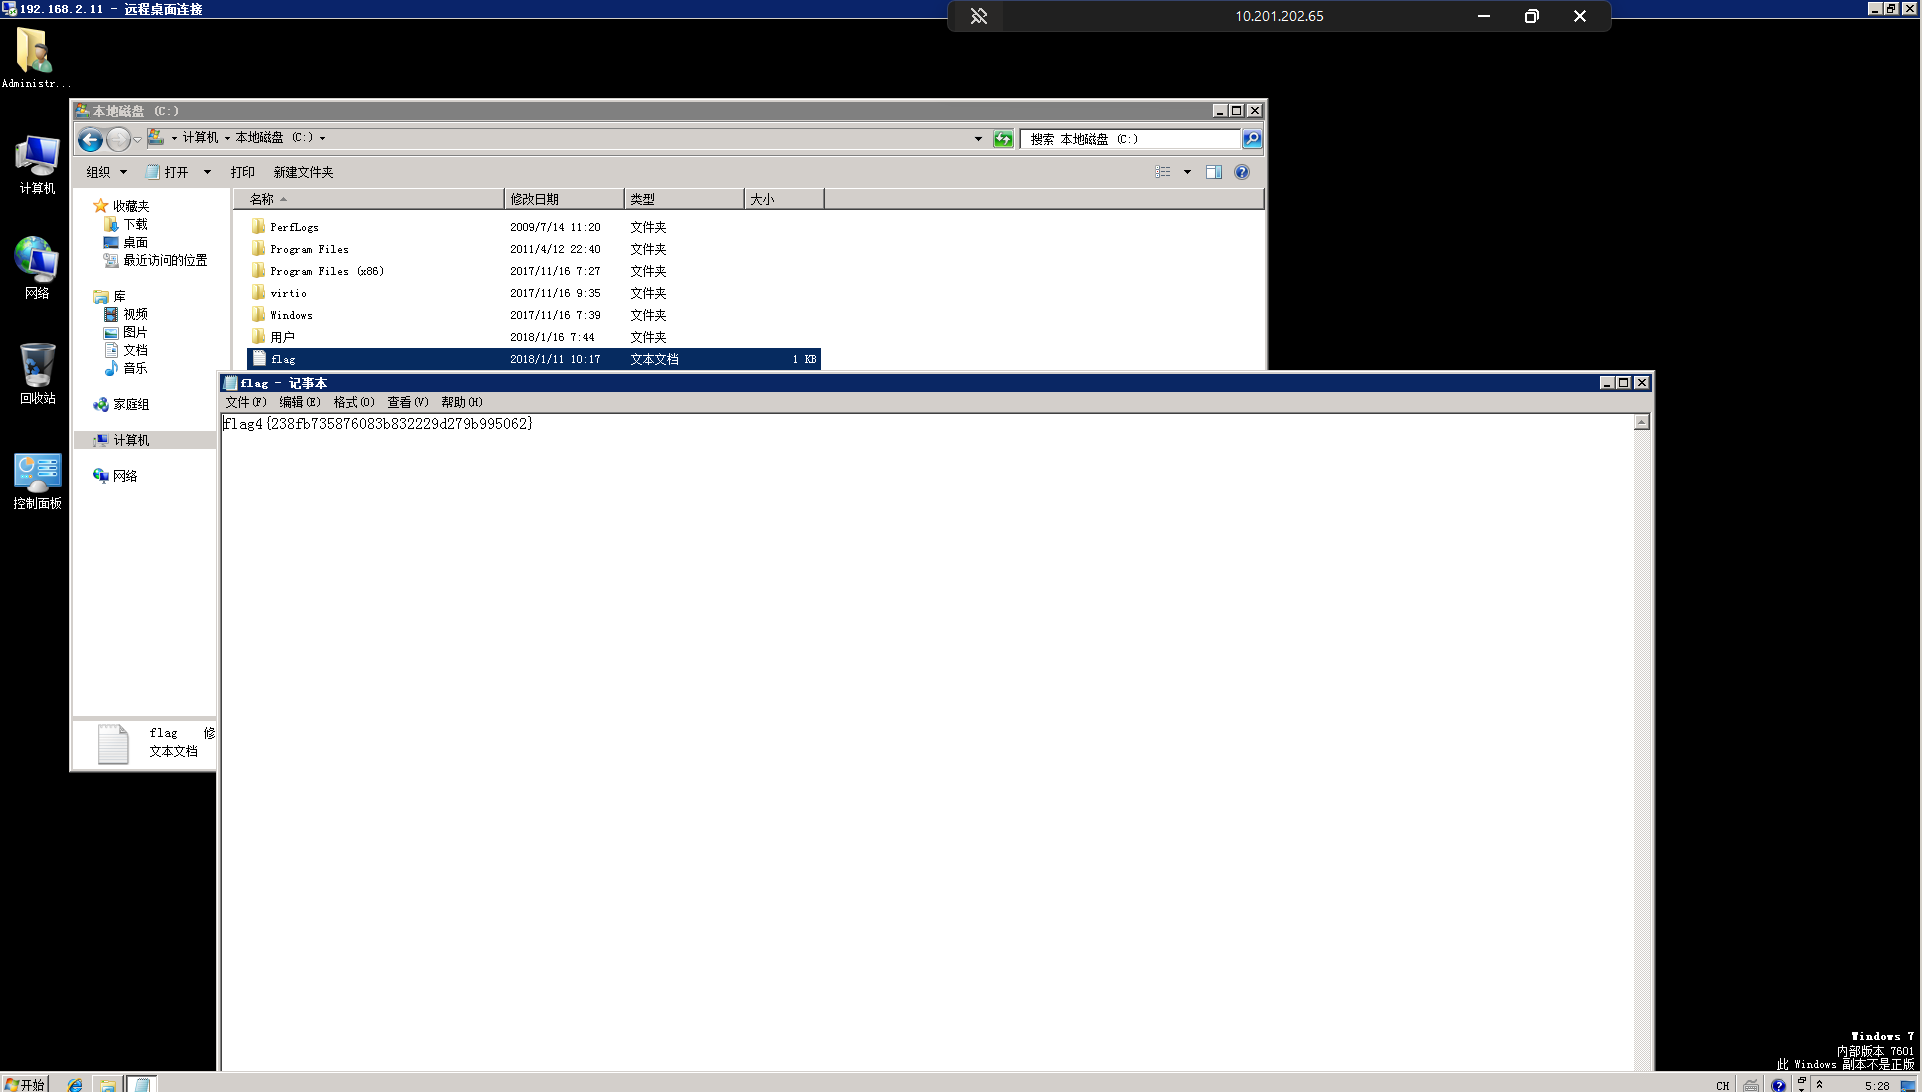 192.168.2.11 - 远程桌面连接
10.201.202.65
Administr...
计算机
网络
回收站
控制面板
本地磁盘 (C:)
计算机 本地磁盘 (C:)
搜索 本地磁盘 (C:)
组织 打开 打印 新建文件夹
收藏夹
下载
桌面
最近访问的位置
库
视频
图片
文档
音乐
家庭组
计算机
网络
名称 修改日期 类型 大小
PerfLogs 2009/7/14 11:20 文件夹
Program Files 2011/4/12 22:40 文件夹
Program Files (x86) 2017/11/16 7:27 文件夹
virtio 2017/11/16 9:35 文件夹
Windows 2017/11/16 7:39 文件夹
用户 2018/1/16 7:44 文件夹
flag 2018/1/11 10:17 文本文档 1 KB
flag 修
文本文档
flag - 记事本
文件(F) 编辑(E) 格式(O) 查看(V) 帮助(H)
flag4{238fb735876083b832229d279b995062}
Windows 7
内部版本 7601
此 Windows 副本不是正版
开始
CH
5:28